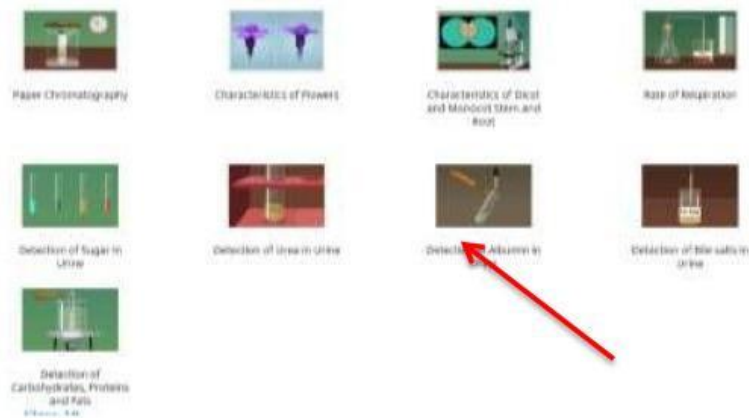 Paper Chromatography
Characteristics of Flowers
Characteristics of Dicot
and Monocot Stem and
Root
Rate of Respiration
Detection of Sugar in
Urine
Detection of Urea in Urine
Detection Albumin in
Detection of Bile salts in
Urine
Detection of
Carbohydrates, Proteins
and Fats